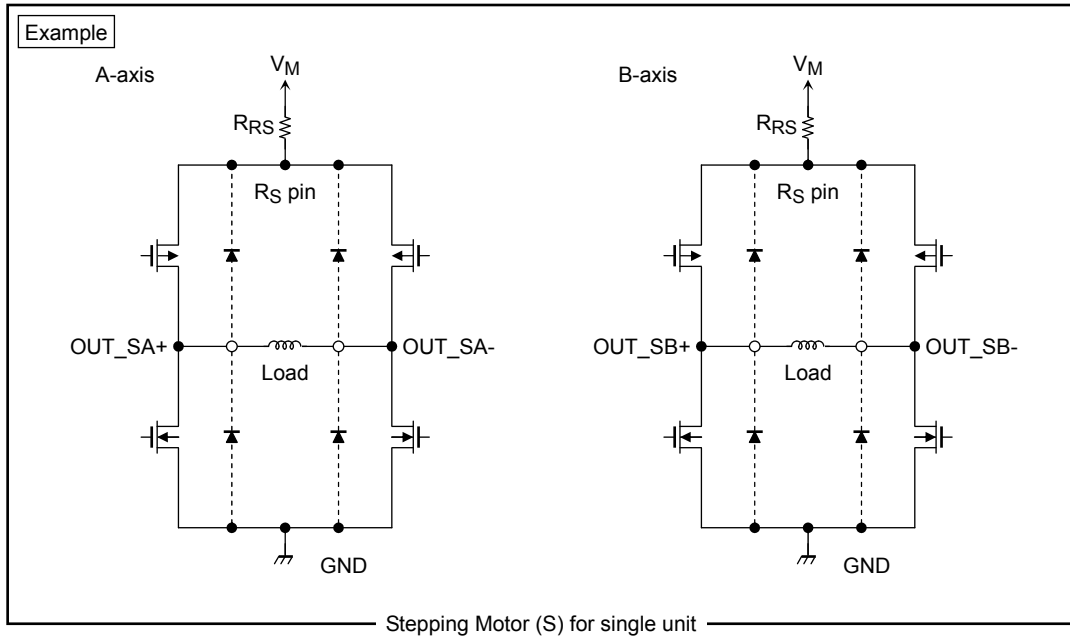 Example
A-axis
VM
RRS
RS pin
OUT_SA+
OUT_SA-
Load
GND
B-axis
VM
RRS
RS pin
OUT_SB+
OUT_SB-
Load
GND
Stepping Motor (S) for single unit